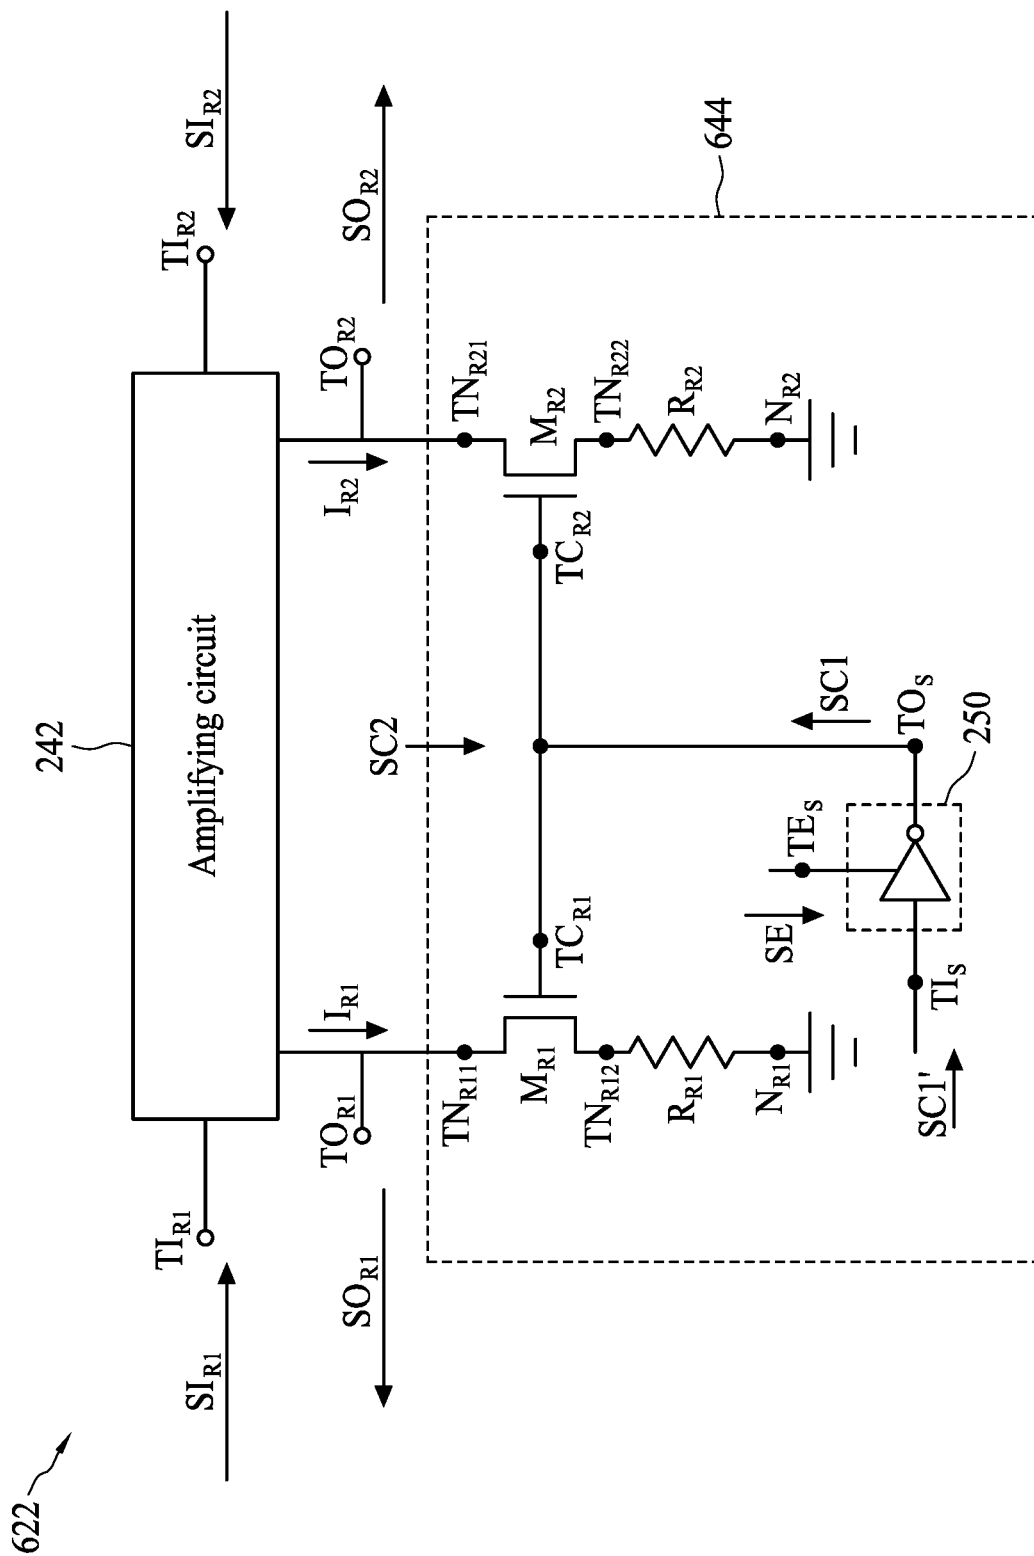 622
242
Amplifying circuit
SI_R1
TI_R1
TI_R2
SI_R2
SO_R1
TO_R1
I_R1
I_R2
TO_R2
SO_R2
644
SC2
TN_R11
TN_R21
M_R1
TC_R1
TC_R2
M_R2
TN_R12
TN_R22
R_R1
R_R2
N_R1
N_R2
SE
TE_S
SC1
SC1'
TI_S
TO_S
250